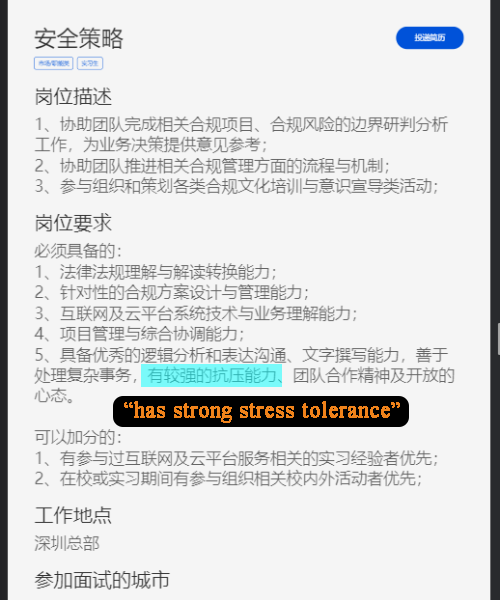 安全策略
投递简历
实习生
岗位描述
1、协助团队完成相关合规项目、合规风险的边界研判分析
工作，为业务决策提供意见参考；
2、协助团队推进相关合规管理方面的流程与机制；
3、参与组织和策划各类合规文化培训与意识宣导类活动；
岗位要求
必须具备的：
1、法律法规理解与解读转换能力；
2、针对性的合规方案设计与管理能力；
3、互联网及云平台系统技术与业务理解能力；
4、项目管理与综合协调能力；
5、具备优秀的逻辑分析和表达沟通、文字撰写能力，善于
处理复杂事务，有较强的抗压能力、团队合作精神及开放的
心态。
“has strong stress tolerance”
可以加分的：
1、有参与过互联网及云平台服务相关的实习经验者优先；
2、在校或实习期间有参与组织相关校内外活动者优先；
工作地点
深圳总部
参加面试的城市